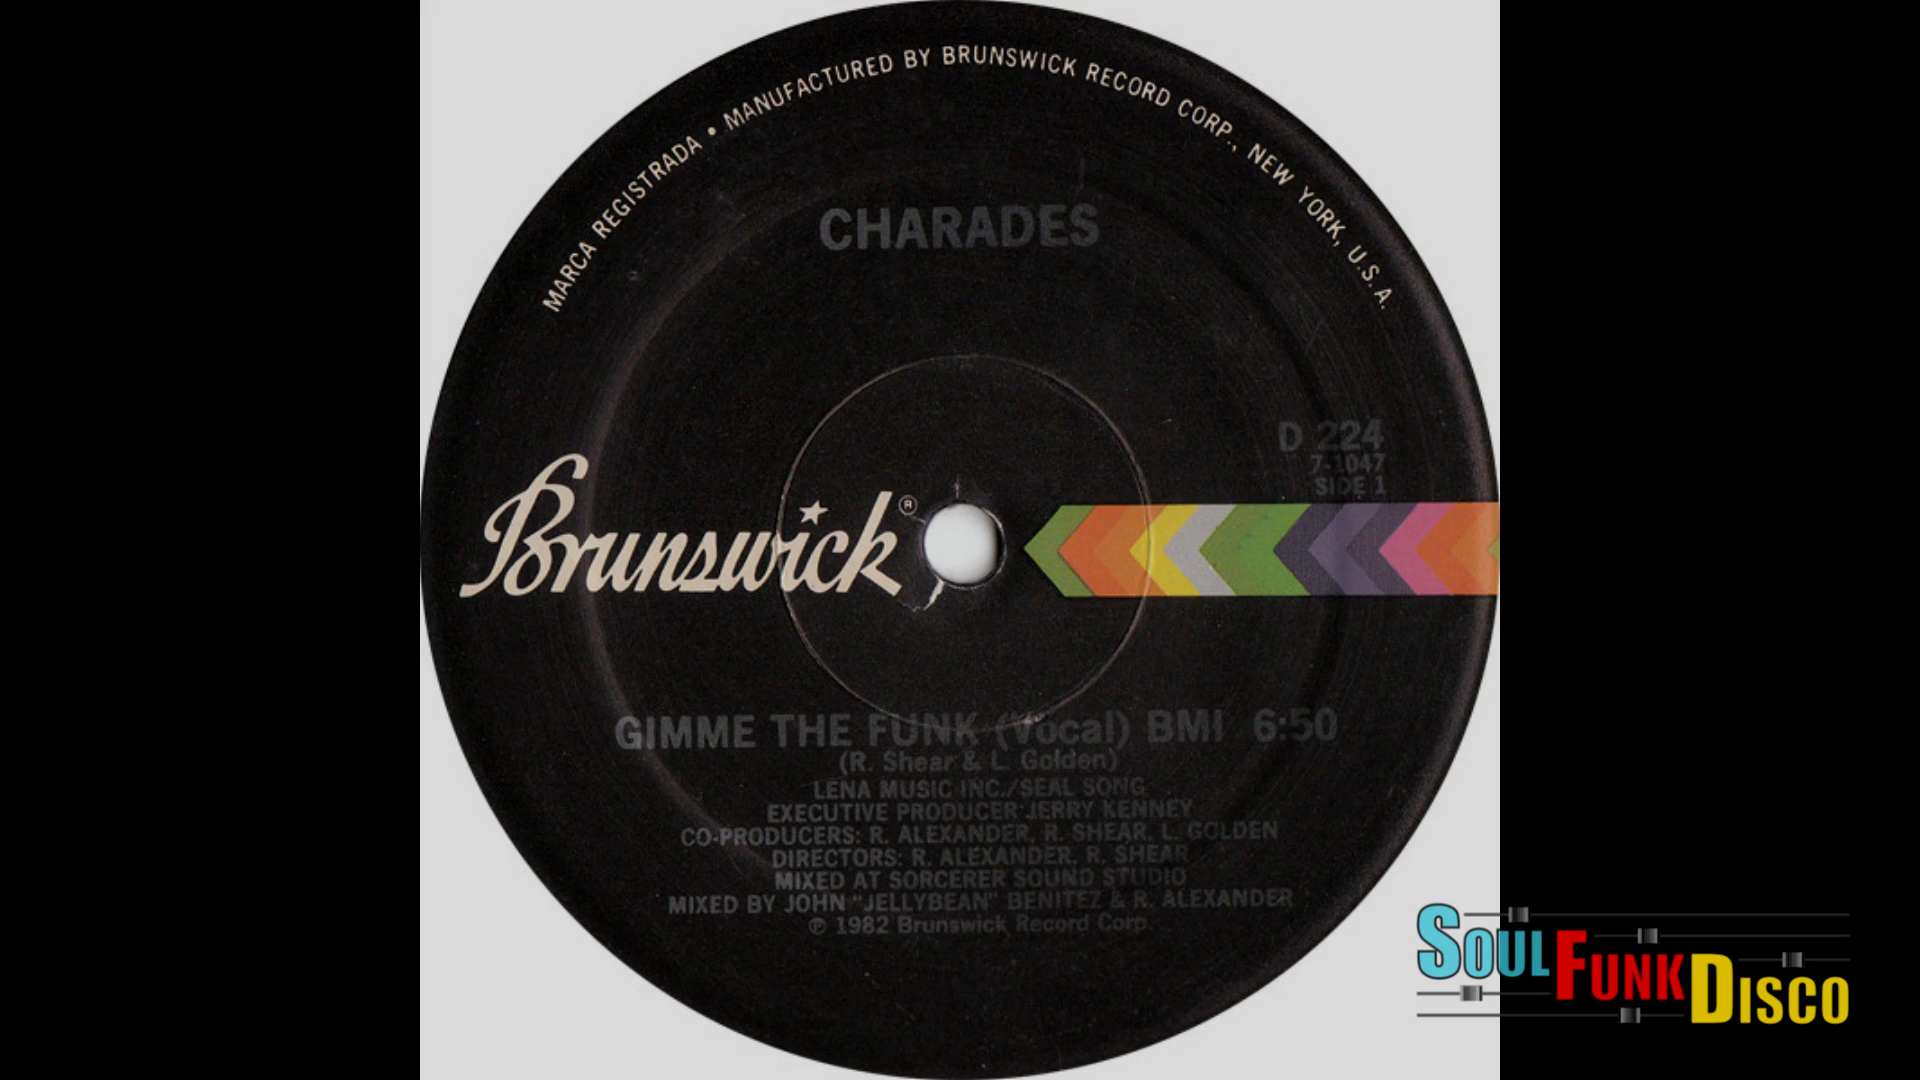 MARCA REGISTRADA • MANUFACTURED BY BRUNSWICK RECORD CORP., NEW YORK, U.S.A.
CHARADES
D 224
7-1047
SIDE 1
Brunswick®
GIMME THE FUNK (Vocal) BMI 6:50
(R. Shear & L. Golden)
LENA MUSIC INC./SEAL SONG
EXECUTIVE PRODUCER: JERRY KENNEY
CO-PRODUCERS: R. ALEXANDER, R. SHEAR, L. GOLDEN
DIRECTORS: R. ALEXANDER, R. SHEAR
MIXED AT SORCERER SOUND STUDIO
MIXED BY JOHN "JELLYBEAN" BENITEZ & R. ALEXANDER
℗ 1982 Brunswick Record Corp.
SOUL FUNK DISCO